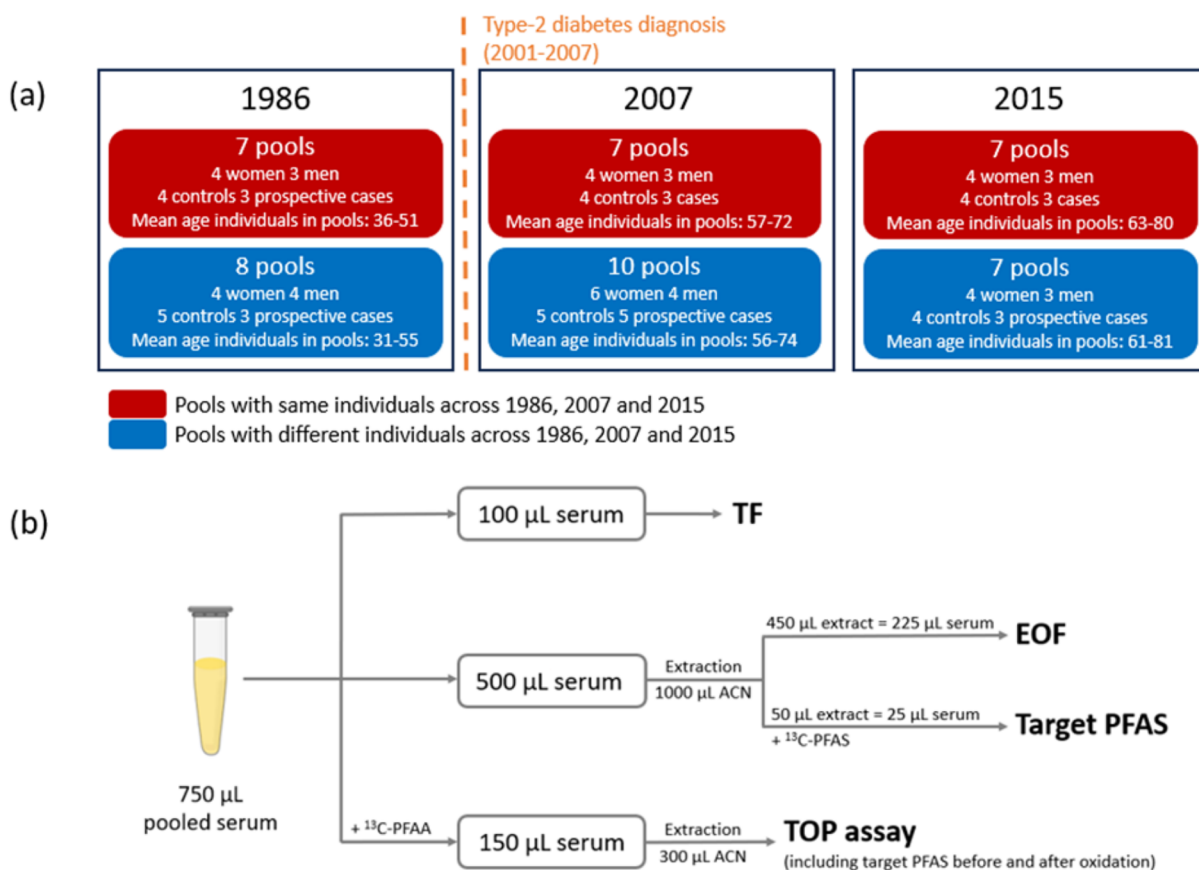 Type-2 diabetes diagnosis
(2001-2007)
(a)
1986
7 pools
4 women 3 men
4 controls 3 prospective cases
Mean age individuals in pools: 36-51
8 pools
4 women 4 men
5 controls 3 prospective cases
Mean age individuals in pools: 31-55
2007
7 pools
4 women 3 men
4 controls 3 cases
Mean age individuals in pools: 57-72
10 pools
6 women 4 men
5 controls 5 prospective cases
Mean age individuals in pools: 56-74
2015
7 pools
4 women 3 men
4 controls 3 cases
Mean age individuals in pools: 63-80
7 pools
4 women 3 men
4 controls 3 prospective cases
Mean age individuals in pools: 61-81
Pools with same individuals across 1986, 2007 and 2015
Pools with different individuals across 1986, 2007 and 2015
(b)
750 µL
pooled serum
100 µL serum
TF
500 µL serum
Extraction
1000 µL ACN
450 µL extract = 225 µL serum
EOF
50 µL extract = 25 µL serum
+ ¹³C-PFAS
Target PFAS
+ ¹³C-PFAA
150 µL serum
Extraction
300 µL ACN
TOP assay
(including target PFAS before and after oxidation)